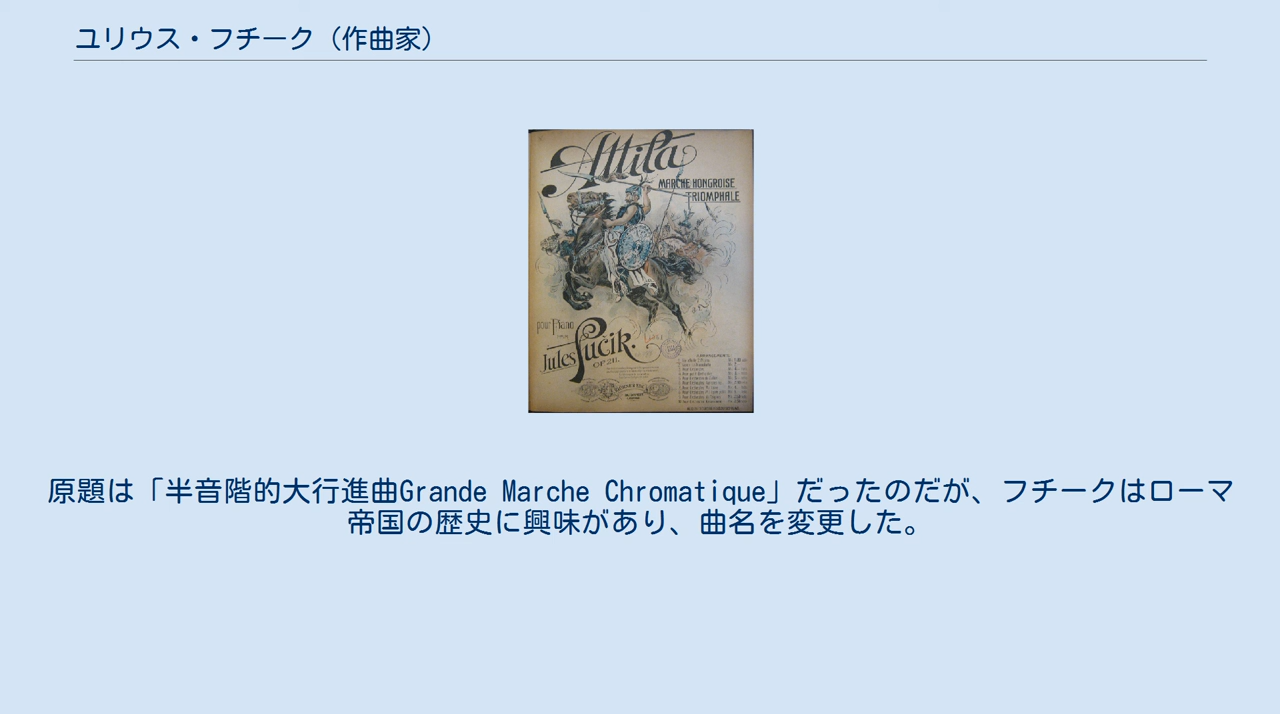 ユリウス・フチーク（作曲家）
Attila
MARCHE HONGROISE
TRIOMPHALE
pour Piano
Jules Fučik.
OP. 211.
原題は「半音階的大行進曲Grande Marche Chromatique」だったのだが、フチークはローマ
帝国の歴史に興味があり、曲名を変更した。